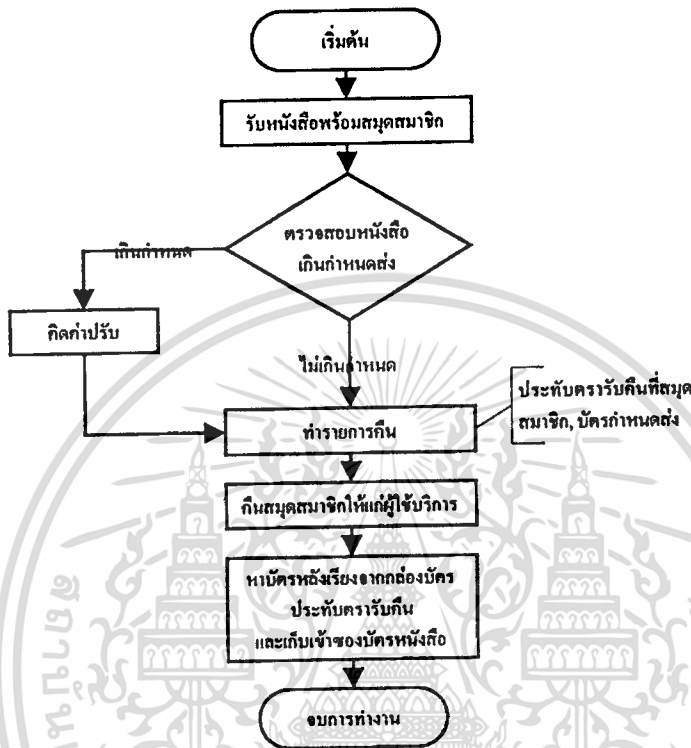 เริ่มต้น
รับหนังสือพร้อมสมุดสมาชิก
ตรวจสอบหนังสือ
เกินกำหนดส่ง
เกินกำหนด
คิดค่าปรับ
ไม่เกินกำหนด
ประทับตรารับคืนที่สมุด
สมาชิก, บัตรกำหนดส่ง
ทำรายการคืน
คืนสมุดสมาชิกให้แก่ผู้ใช้บริการ
หาบัตรหลังเรียงจากกล่องบัตร
ประทับตรารับคืน
และเก็บเข้าซองบัตรหนังสือ
จบการทำงาน